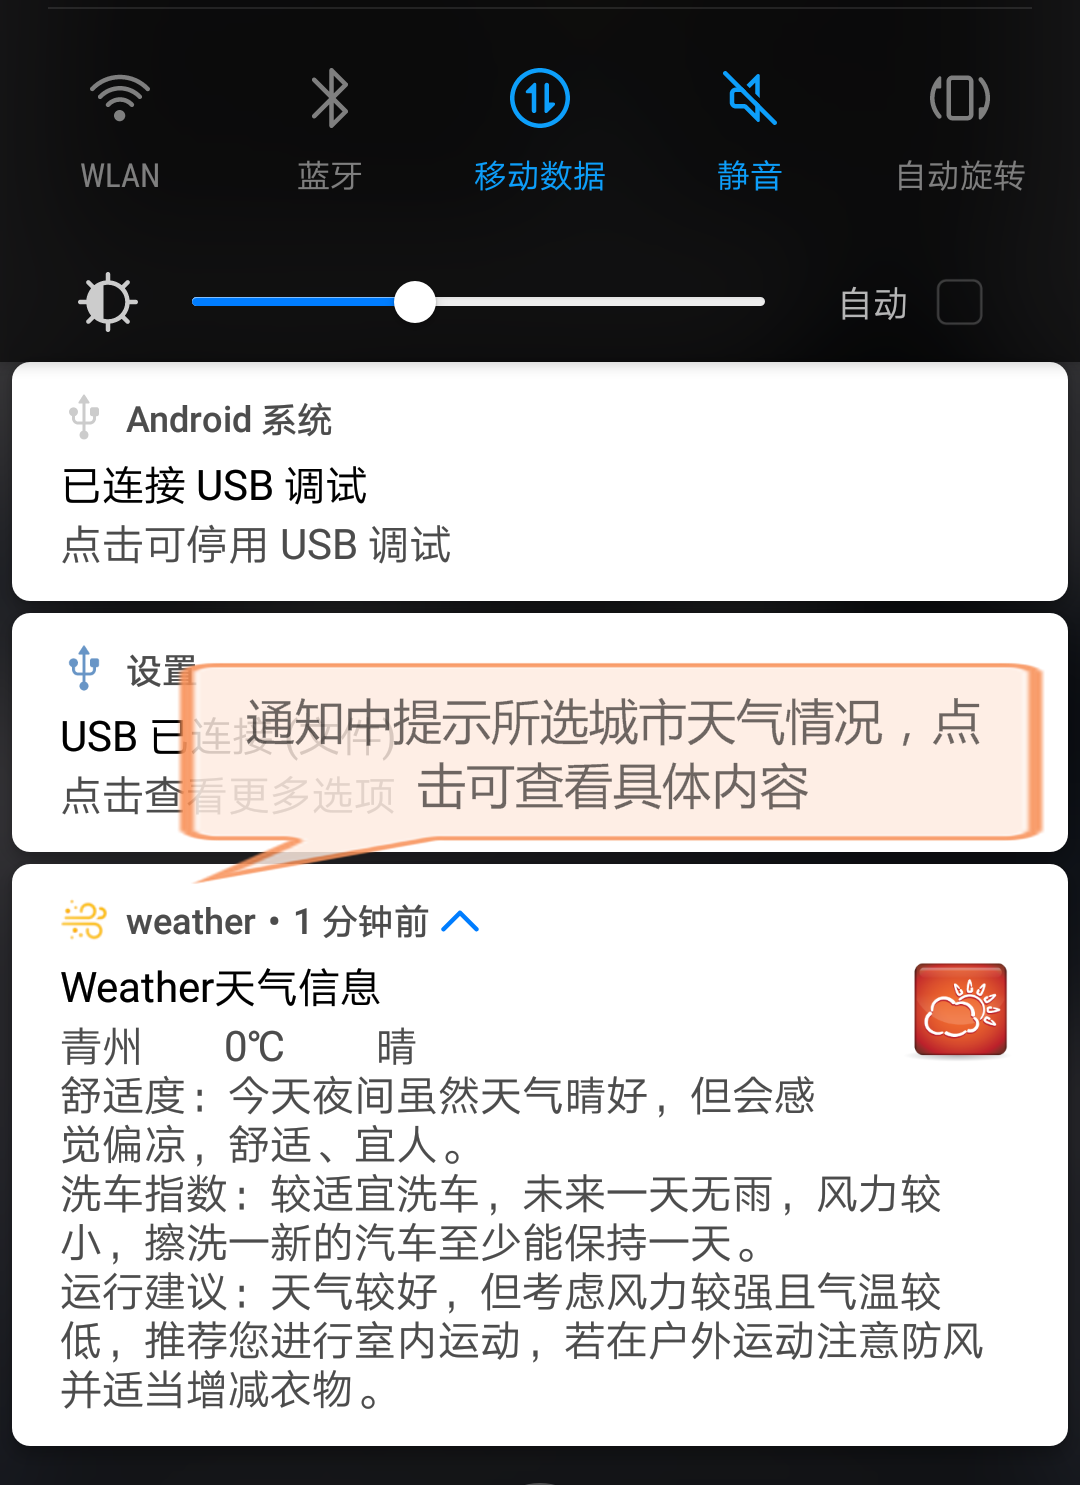 WLAN 蓝牙 移动数据 静音 自动旋转
自动
Android 系统
已连接 USB 调试
点击可停用 USB 调试
设置
USB 已连接 (文件)
点击查看更多选项
通知中提示所选城市天气情况，点
击可查看具体内容
weather • 1 分钟前
Weather天气信息
青州 0℃ 晴
舒适度：今天夜间虽然天气晴好，但会感
觉偏凉，舒适、宜人。
洗车指数：较适宜洗车，未来一天无雨，风力较
小，擦洗一新的汽车至少能保持一天。
运行建议：天气较好，但考虑风力较强且气温较
低，推荐您进行室内运动，若在户外运动注意防风
并适当增减衣物。